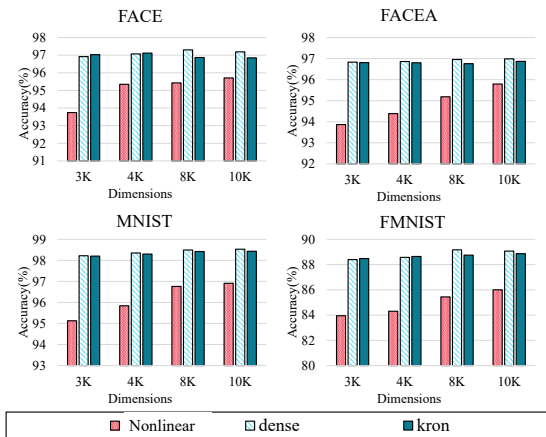 FACE
Accuracy(%)
98
97
96
95
94
93
92
91
3K 4K 8K 10K
Dimensions
FACEA
Accuracy(%)
98
97
96
95
94
93
92
3K 4K 8K 10K
Dimensions
MNIST
Accuracy(%)
99
98
97
96
95
94
93
3K 4K 8K 10K
Dimensions
FMNIST
Accuracy(%)
90
88
86
84
82
80
3K 4K 8K 10K
Dimensions
Nonlinear dense kron